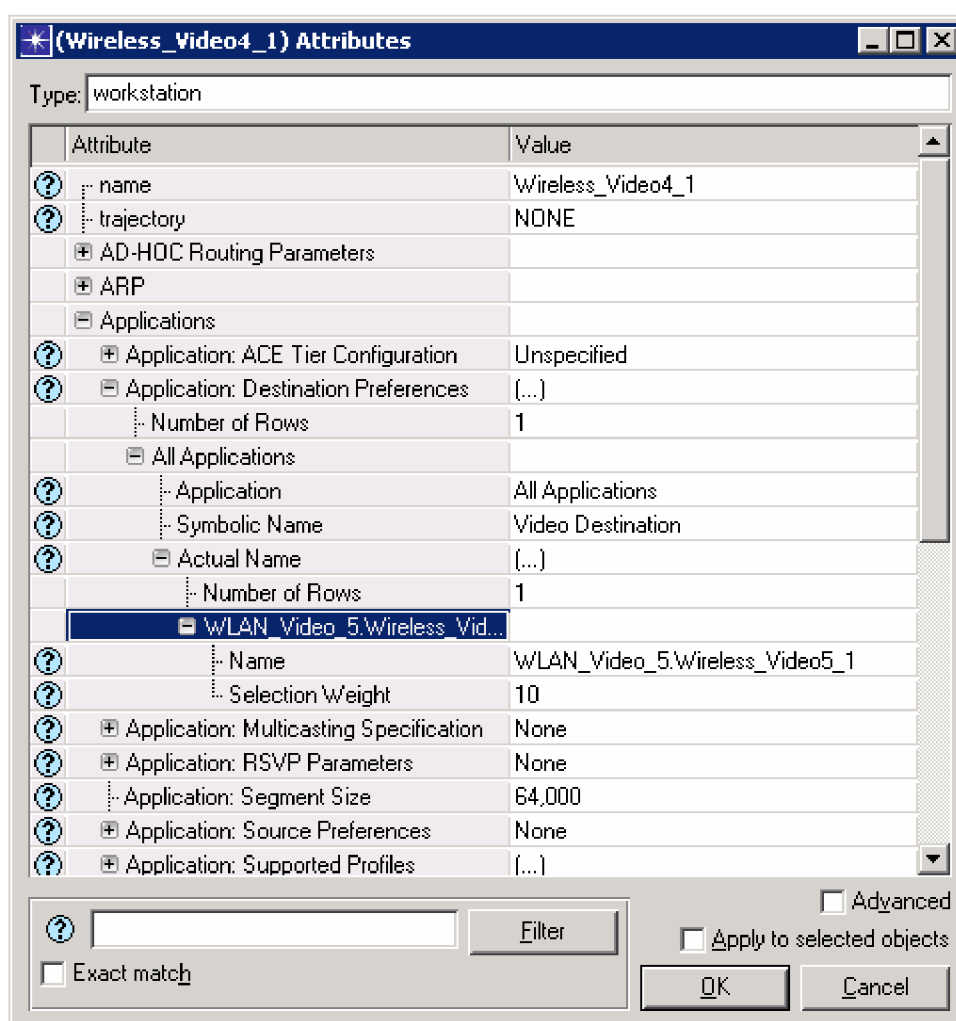 (Wireless_Video4_1) Attributes
Type: workstation
Attribute Value
name Wireless_Video4_1
trajectory NONE
AD-HOC Routing Parameters
ARP
Applications
Application: ACE Tier Configuration Unspecified
Application: Destination Preferences (...)
Number of Rows 1
All Applications
Application All Applications
Symbolic Name Video Destination
Actual Name (...)
Number of Rows 1
WLAN_Video_5.Wireless_Vid...
Name WLAN_Video_5.Wireless_Video5_1
Selection Weight 10
Application: Multicasting Specification None
Application: RSVP Parameters None
Application: Segment Size 64,000
Application: Source Preferences None
Application: Supported Profiles (...)
Advanced
Filter
Apply to selected objects
Exact match
OK Cancel